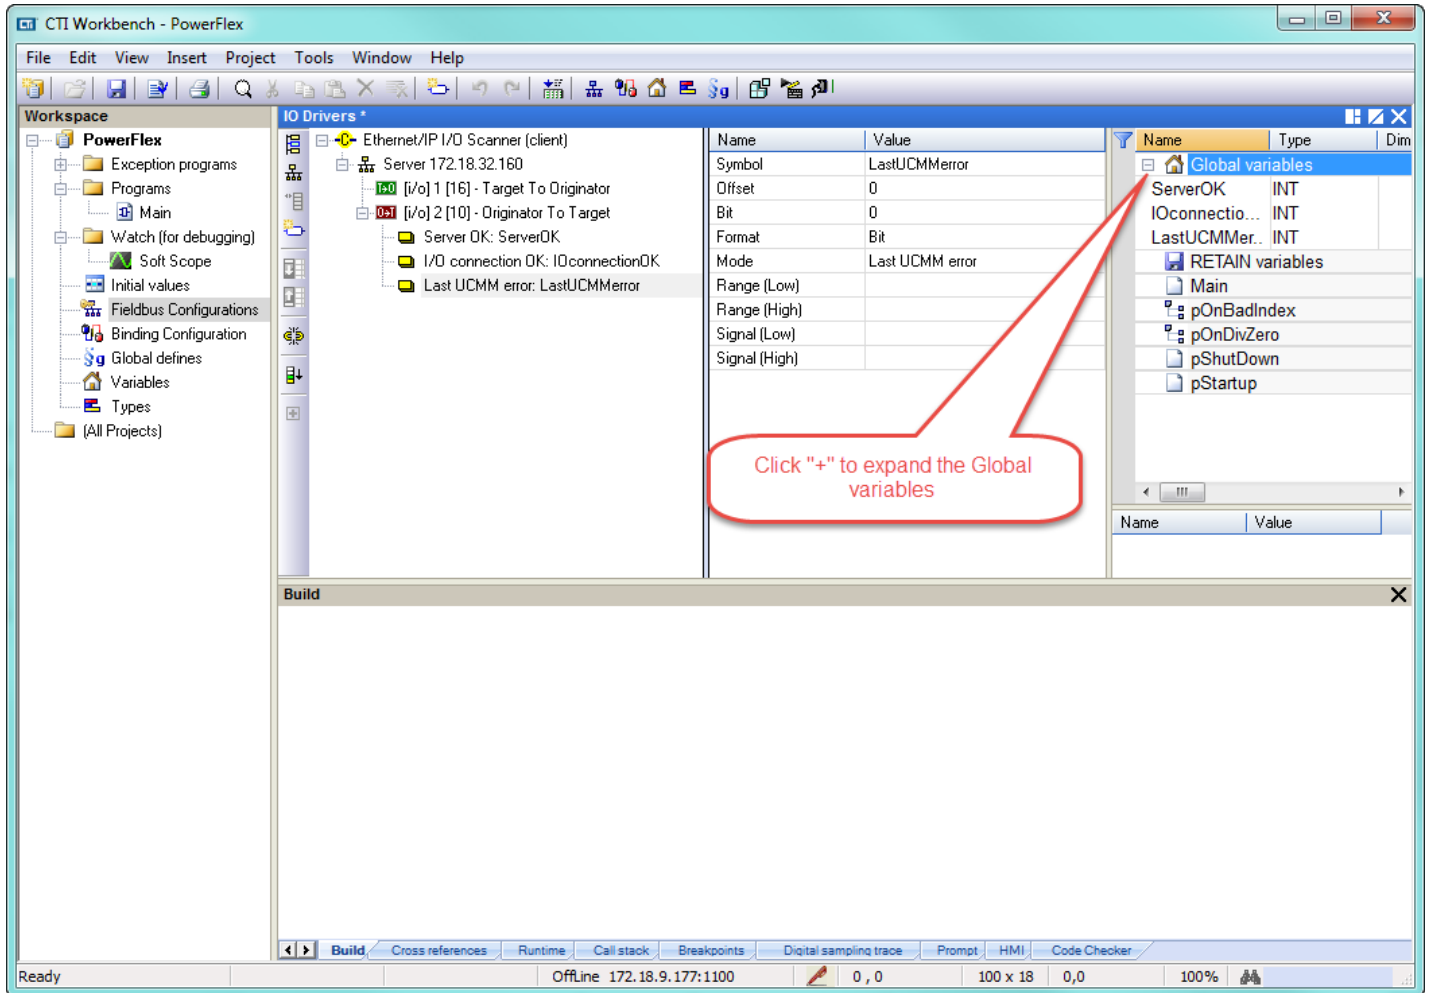 CTI Workbench - PowerFlex
File Edit View Insert Project Tools Window Help
Workspace
PowerFlex
Exception programs
Programs
Main
Watch (for debugging)
Soft Scope
Initial values
Fieldbus Configurations
Binding Configuration
Global defines
Variables
Types
(All Projects)
IO Drivers *
Ethernet/IP I/O Scanner (client)
Server 172.18.32.160
[i/o] 1 [16] - Target To Originator
[i/o] 2 [10] - Originator To Target
Server OK: ServerOK
I/O connection OK: IOconnectionOK
Last UCMM error: LastUCMMerror
Name Value
Symbol LastUCMMerror
Offset 0
Bit 0
Format Bit
Mode Last UCMM error
Range (Low)
Range (High)
Signal (Low)
Signal (High)
Click "+" to expand the Global
variables
Name Type Dim
Global variables
ServerOK INT
IOconnectio... INT
LastUCMMer.. INT
RETAIN variables
Main
pOnBadIndex
pOnDivZero
pShutDown
pStartup
Name Value
Build
Build Cross references Runtime Call stack Breakpoints Digital sampling trace Prompt HMI Code Checker
Ready OffLine 172.18.9.177:1100 0 , 0 100 x 18 0,0 100%